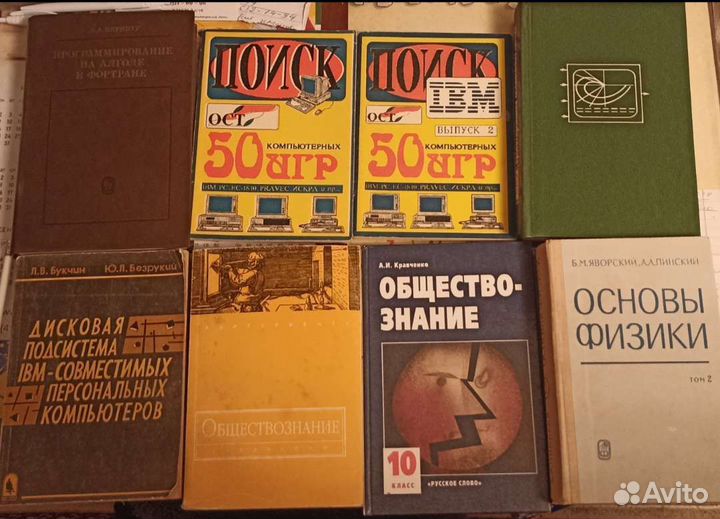 ПРОГРАММИРОВАНИЕ
НА АЛГОЛЕ
И ФОРТРАНЕ
ПОИСК
ОСТ
50 КОМПЬЮТЕРНЫХ
ИГР
ПОИСК
IBM
ОСТ
ВЫПУСК 2
50 КОМПЬЮТЕРНЫХ
ИГР
Л.В. Букчин Ю.Л. Безрукий
ДИСКОВАЯ
ПОДСИСТЕМА
IBM-СОВМЕСТИМЫХ
ПЕРСОНАЛЬНЫХ
КОМПЬЮТЕРОВ
ОБЩЕСТВОЗНАНИЕ
А.И. Кравченко
ОБЩЕСТВО-
ЗНАНИЕ
10
КЛАСС
«РУССКОЕ СЛОВО»
Б.М.ЯВОРСКИЙ, А.А.ПИНСКИЙ
ОСНОВЫ
ФИЗИКИ
ТОМ 2
Avito